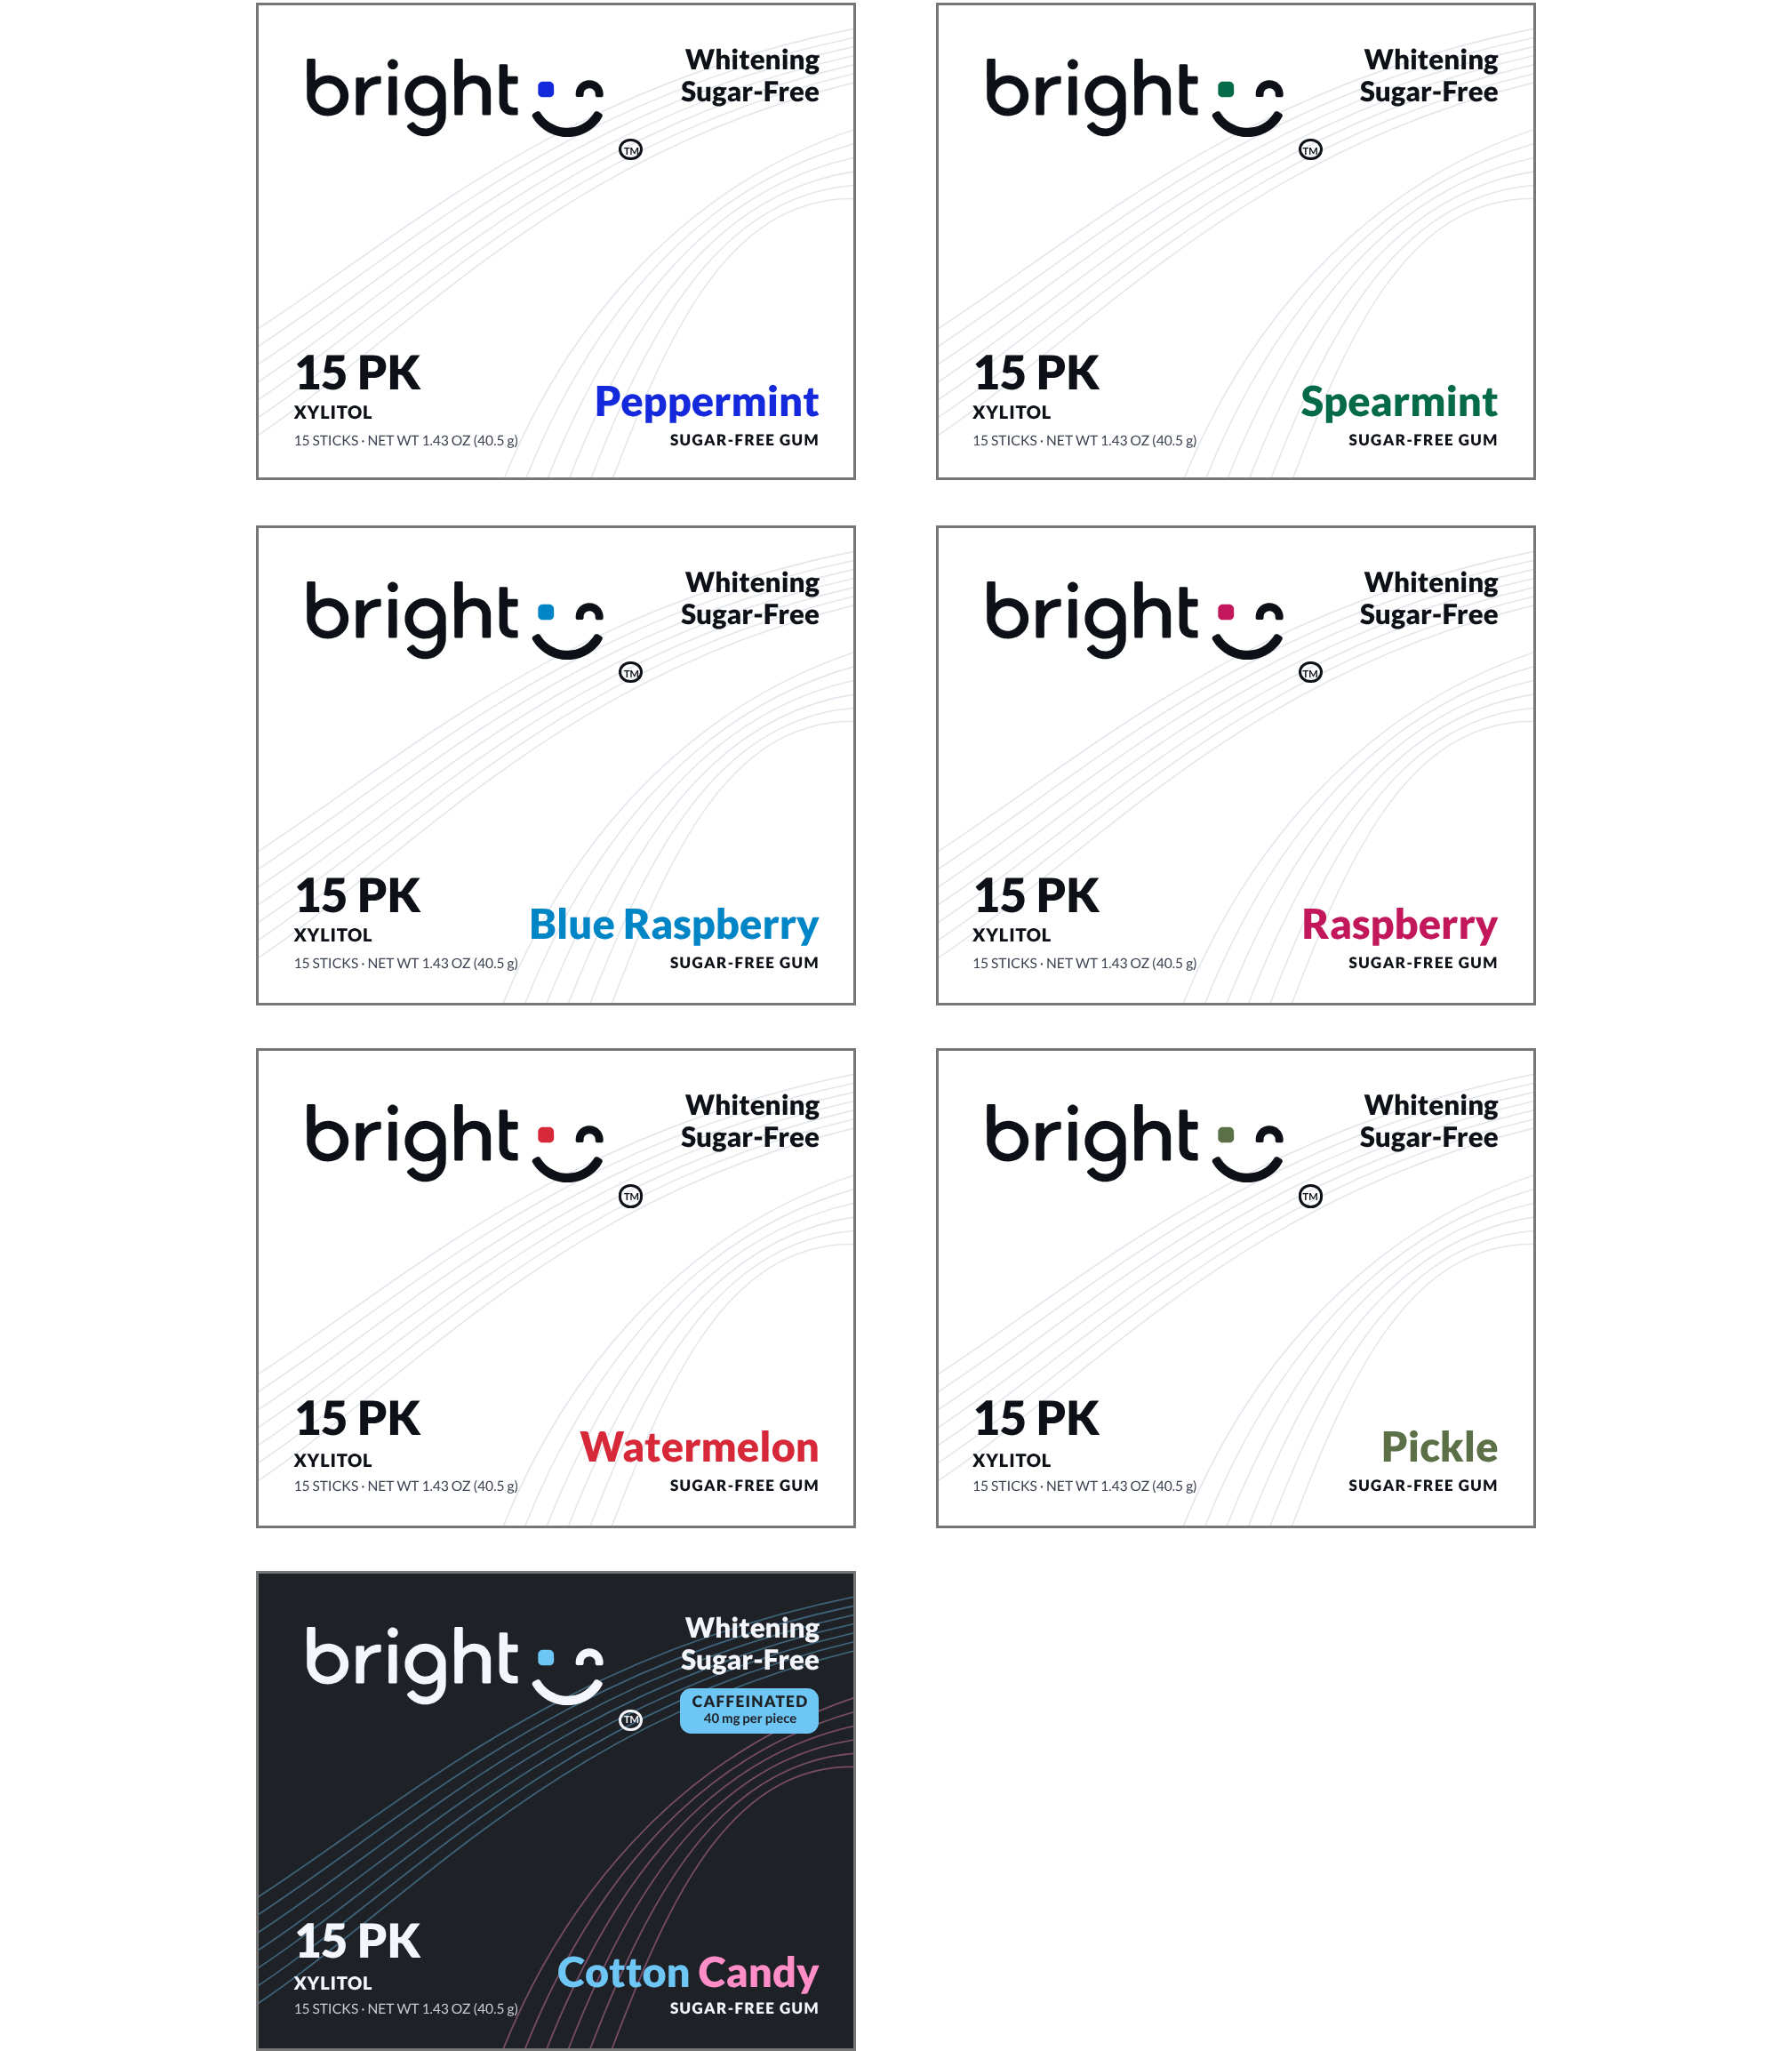 bright
TM
Whitening
Sugar-Free
15 PK
XYLITOL
15 STICKS · NET WT 1.43 OZ (40.5 g)
Peppermint
SUGAR-FREE GUM
bright
TM
Whitening
Sugar-Free
15 PK
XYLITOL
15 STICKS · NET WT 1.43 OZ (40.5 g)
Spearmint
SUGAR-FREE GUM
bright
TM
Whitening
Sugar-Free
15 PK
XYLITOL
15 STICKS · NET WT 1.43 OZ (40.5 g)
Blue Raspberry
SUGAR-FREE GUM
bright
TM
Whitening
Sugar-Free
15 PK
XYLITOL
15 STICKS · NET WT 1.43 OZ (40.5 g)
Raspberry
SUGAR-FREE GUM
bright
TM
Whitening
Sugar-Free
15 PK
XYLITOL
15 STICKS · NET WT 1.43 OZ (40.5 g)
Watermelon
SUGAR-FREE GUM
bright
TM
Whitening
Sugar-Free
15 PK
XYLITOL
15 STICKS · NET WT 1.43 OZ (40.5 g)
Pickle
SUGAR-FREE GUM
bright
TM
Whitening
Sugar-Free
CAFFEINATED
40 mg per piece
15 PK
XYLITOL
15 STICKS · NET WT 1.43 OZ (40.5 g)
Cotton Candy
SUGAR-FREE GUM